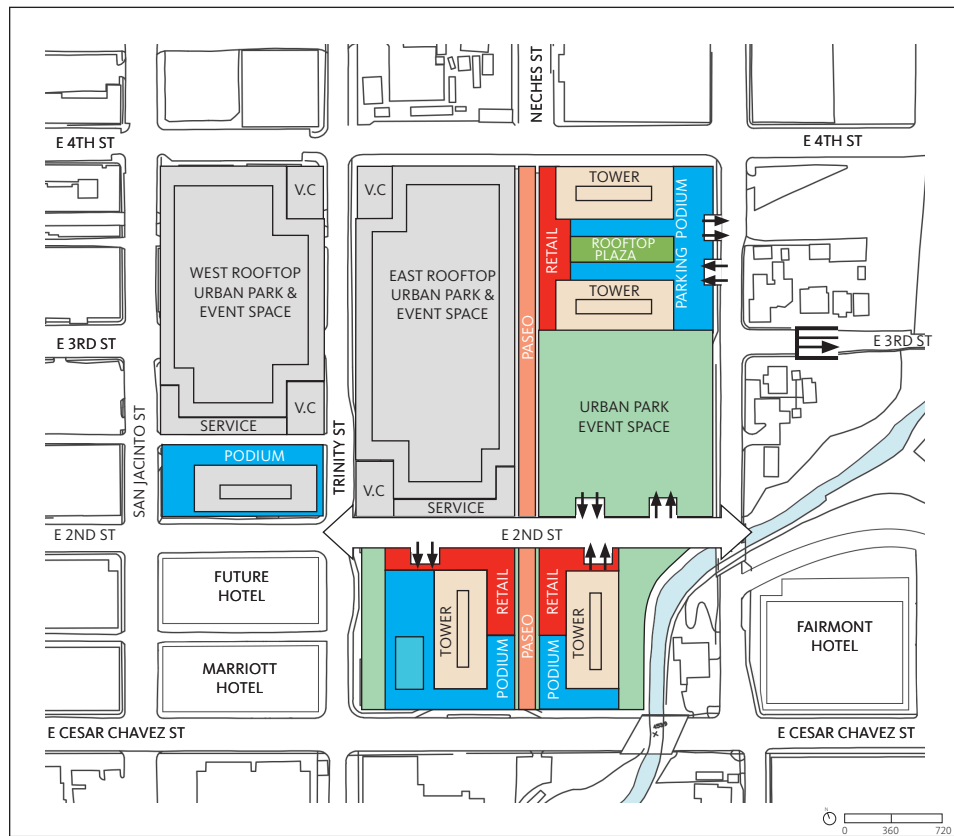 NECHES ST
E 4TH ST
E 4TH ST
V.C
V.C
TOWER
PARKING PODIUM
RETAIL
ROOFTOP
PLAZA
WEST ROOFTOP
URBAN PARK &
EVENT SPACE
EAST ROOFTOP
URBAN PARK &
EVENT SPACE
TOWER
PASEO
E 3RD ST
E 3RD ST
V.C
SERVICE
URBAN PARK
EVENT SPACE
SAN JACINTO ST
TRINITY ST
PODIUM
V.C
SERVICE
E 2ND ST
E 2ND ST
FUTURE
HOTEL
RETAIL
RETAIL
TOWER
TOWER
PASEO
PODIUM
PODIUM
FAIRMONT
HOTEL
MARRIOTT
HOTEL
E CESAR CHAVEZ ST
E CESAR CHAVEZ ST
N
0 360 720